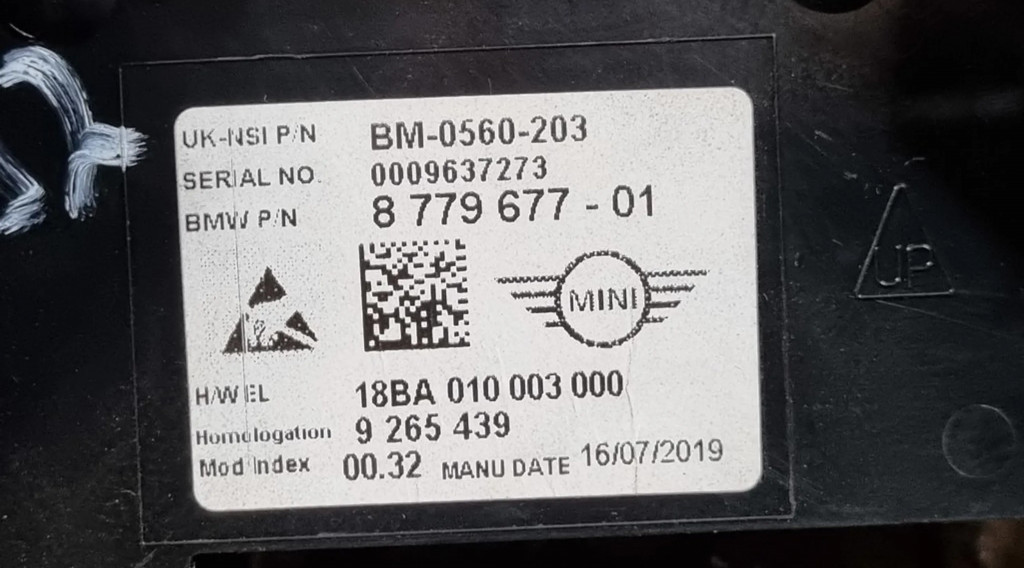 UK-NSI P/N BM-0560-203
SERIAL NO. 0009637273
BMW P/N 8 779 677 - 01
MINI
UP
H/W EL 18BA 010 003 000
Homologation 9 265 439
Mod Index 00.32 MANU DATE 16/07/2019